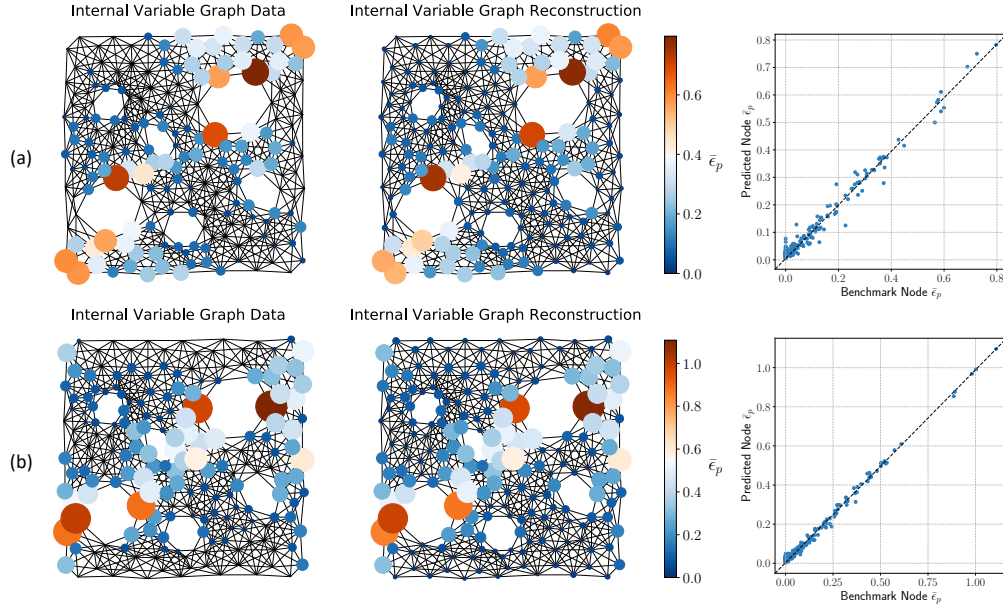 Internal Variable Graph Data
Internal Variable Graph Reconstruction
(a)
0.6
0.4
0.2
0.0
ϵ̄ₚ
0.8
0.7
0.6
0.5
0.4
0.3
0.2
0.1
0.0
Predicted Node ϵ̄ₚ
0.0 0.2 0.4 0.6 0.8
Benchmark Node ϵ̄ₚ
Internal Variable Graph Data
Internal Variable Graph Reconstruction
(b)
1.0
0.8
0.6
0.4
0.2
0.0
ϵ̄ₚ
1.0
0.8
0.6
0.4
0.2
0.0
Predicted Node ϵ̄ₚ
0.00 0.25 0.50 0.75 1.00
Benchmark Node ϵ̄ₚ